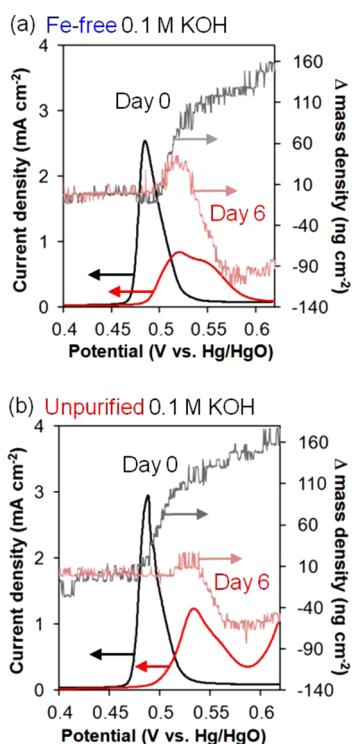 (a) Fe-free 0.1 M KOH
Current density (mA cm⁻²)
4
3
2
1
0
Day 0
Day 6
160
110
60
10
-40
-90
-140
Δ mass density (ng cm⁻²)
0.4 0.45 0.5 0.55 0.6
Potential (V vs. Hg/HgO)
(b) Unpurified 0.1 M KOH
Current density (mA cm⁻²)
4
3
2
1
0
Day 0
Day 6
160
110
60
10
-40
-90
-140
Δ mass density (ng cm⁻²)
0.4 0.45 0.5 0.55 0.6
Potential (V vs. Hg/HgO)